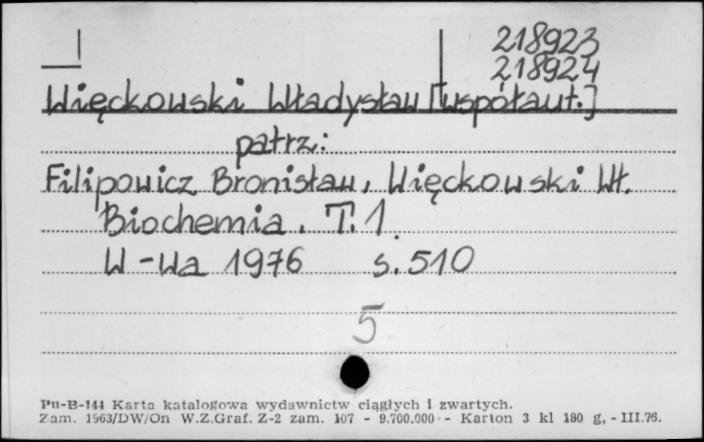 218923
218924
Więckowski Władysław [współaut.]
patrz:
Filipowicz Bronisław, Więckowski Wł.
Biochemia. T. 1.
W-wa 1976 s. 510
5
Pu-B-144 Karta katalogowa wydawnictw ciągłych i zwartych.
Zam. 1963/DW/On W.Z.Graf. Z-2 zam. 107 - 9.700.000 - Karton 3 kl 180 g, - III.76.